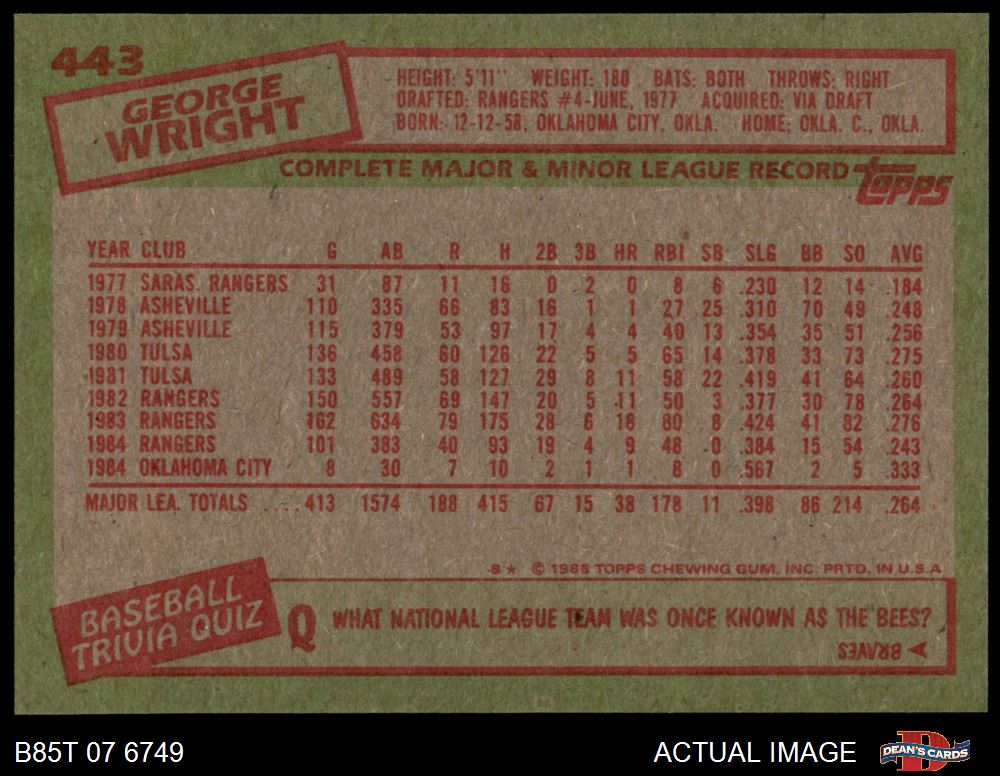 443
GEORGE
WRIGHT
HEIGHT: 5'11" WEIGHT: 180 BATS: BOTH THROWS: RIGHT
DRAFTED: RANGERS #4-JUNE, 1977 ACQUIRED: VIA DRAFT
BORN: 12-12-58, OKLAHOMA CITY, OKLA. HOME: OKLA. C., OKLA.
COMPLETE MAJOR & MINOR LEAGUE RECORD topps
YEAR CLUB G AB R H 2B 3B HR RBI SB SLG BB SO AVG
1977 SARAS. RANGERS 31 87 11 16 0 2 0 8 6 .230 12 14 .184
1978 ASHEVILLE 110 335 66 83 16 1 1 27 25 .310 70 49 .248
1979 ASHEVILLE 115 379 53 97 17 4 4 40 13 .354 35 51 .256
1980 TULSA 136 458 60 126 22 5 5 65 14 .378 33 73 .275
1981 TULSA 133 489 58 127 29 8 11 58 22 .419 41 64 .260
1982 RANGERS 150 557 69 147 20 5 11 50 3 .377 30 78 .264
1983 RANGERS 162 634 79 175 28 6 18 80 8 .424 41 82 .276
1984 RANGERS 101 383 40 93 19 4 9 48 0 .384 15 54 .243
1984 OKLAHOMA CITY 8 30 7 10 2 1 1 8 0 .567 2 5 .333
MAJOR LEA. TOTALS .... 413 1574 188 415 67 15 38 178 11 .398 86 214 .264
B* © 1985 TOPPS CHEWING GUM, INC. PRTD. IN U.S.A
BASEBALL
TRIVIA QUIZ
Q WHAT NATIONAL LEAGUE TEAM WAS ONCE KNOWN AS THE BEES?
A BRAVES
B85T 07 6749
ACTUAL IMAGE
D
DEAN'S CARDS